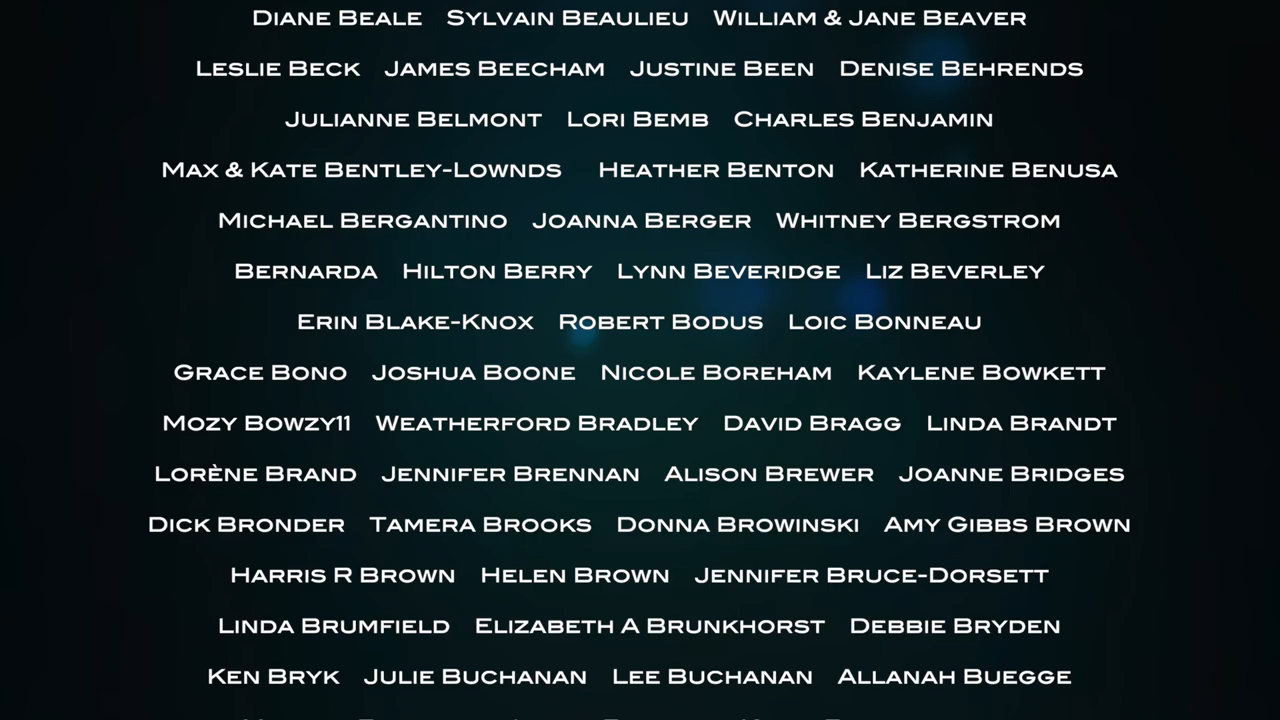 Diane Beale Sylvain Beaulieu William & Jane Beaver
Leslie Beck James Beecham Justine Been Denise Behrends
Julianne Belmont Lori Bemb Charles Benjamin
Max & Kate Bentley-Lownds Heather Benton Katherine Benusa
Michael Bergantino Joanna Berger Whitney Bergstrom
Bernarda Hilton Berry Lynn Beveridge Liz Beverley
Erin Blake-Knox Robert Bodus Loic Bonneau
Grace Bono Joshua Boone Nicole Boreham Kaylene Bowkett
Mozy Bowzy11 Weatherford Bradley David Bragg Linda Brandt
Lorène Brand Jennifer Brennan Alison Brewer Joanne Bridges
Dick Bronder Tamera Brooks Donna Browinski Amy Gibbs Brown
Harris R Brown Helen Brown Jennifer Bruce-Dorsett
Linda Brumfield Elizabeth A Brunkhorst Debbie Bryden
Ken Bryk Julie Buchanan Lee Buchanan Allanah Buegge